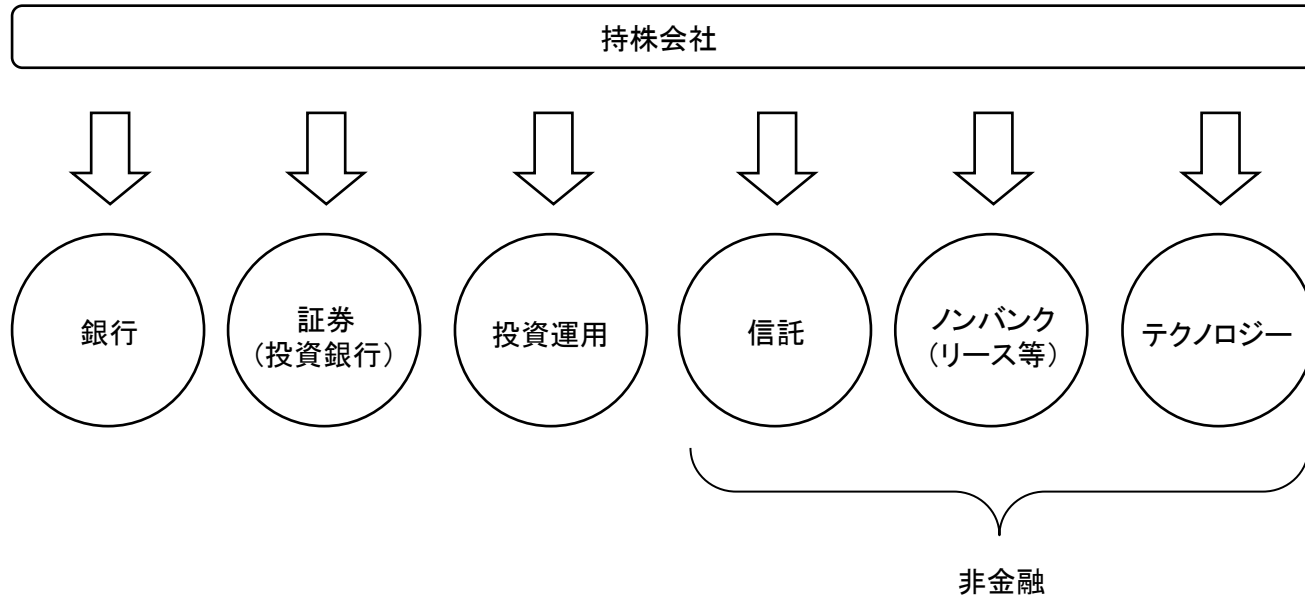 持株会社
銀行
証券
（投資銀行）
投資運用
信託
ノンバンク
（リース等）
テクノロジー
非金融